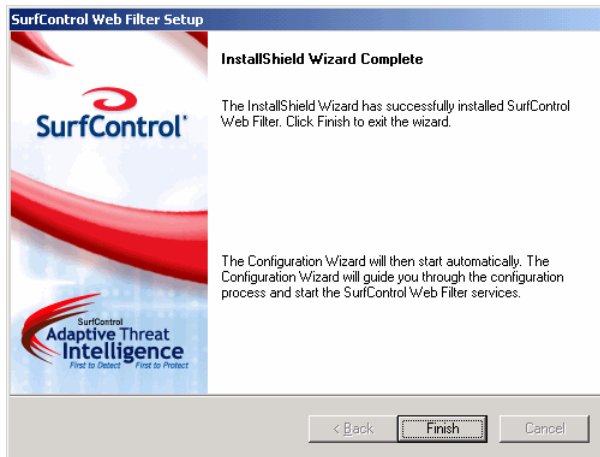 SurfControl Web Filter Setup
InstallShield Wizard Complete
The InstallShield Wizard has successfully installed SurfControl
Web Filter. Click Finish to exit the wizard.
SurfControl
The Configuration Wizard will then start automatically. The
Configuration Wizard will guide you through the configuration
process and start the SurfControl Web Filter services.
SurfControl
Adaptive Threat
Intelligence
First to Detect First to Protect
< Back
Finish
Cancel